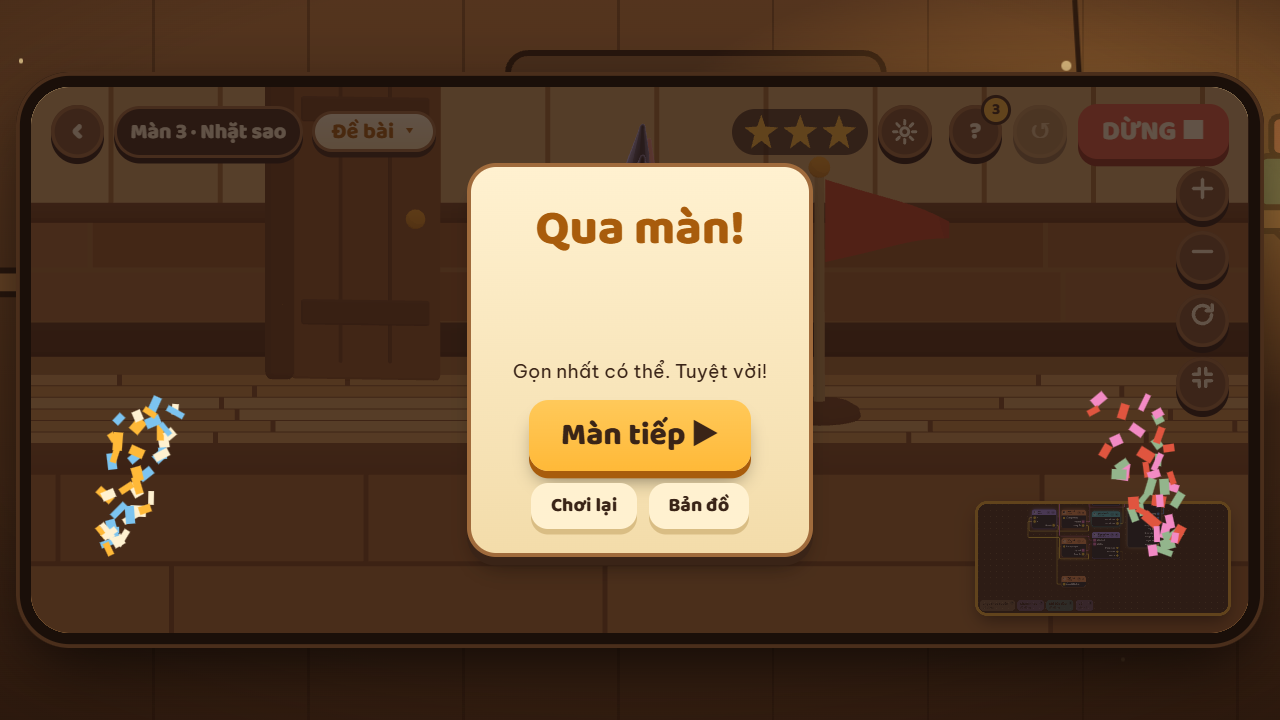 Màn 3 · Nhặt sao
Đề bài
3
?
DỪNG
Qua màn!
Gọn nhất có thể. Tuyệt vời!
Màn tiếp
Chơi lại
Bản đồ